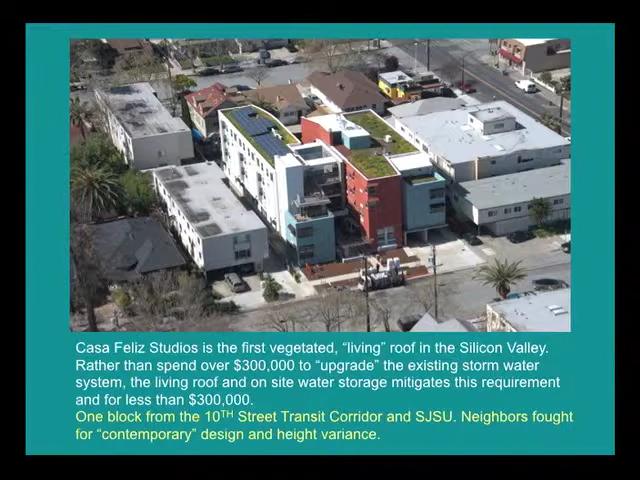 Casa Feliz Studios is the first vegetated, “living” roof in the Silicon Valley.
Rather than spend over $300,000 to “upgrade” the existing storm water
system, the living roof and on site water storage mitigates this requirement
and for less than $300,000.
One block from the 10TH Street Transit Corridor and SJSU. Neighbors fought
for “contemporary” design and height variance.